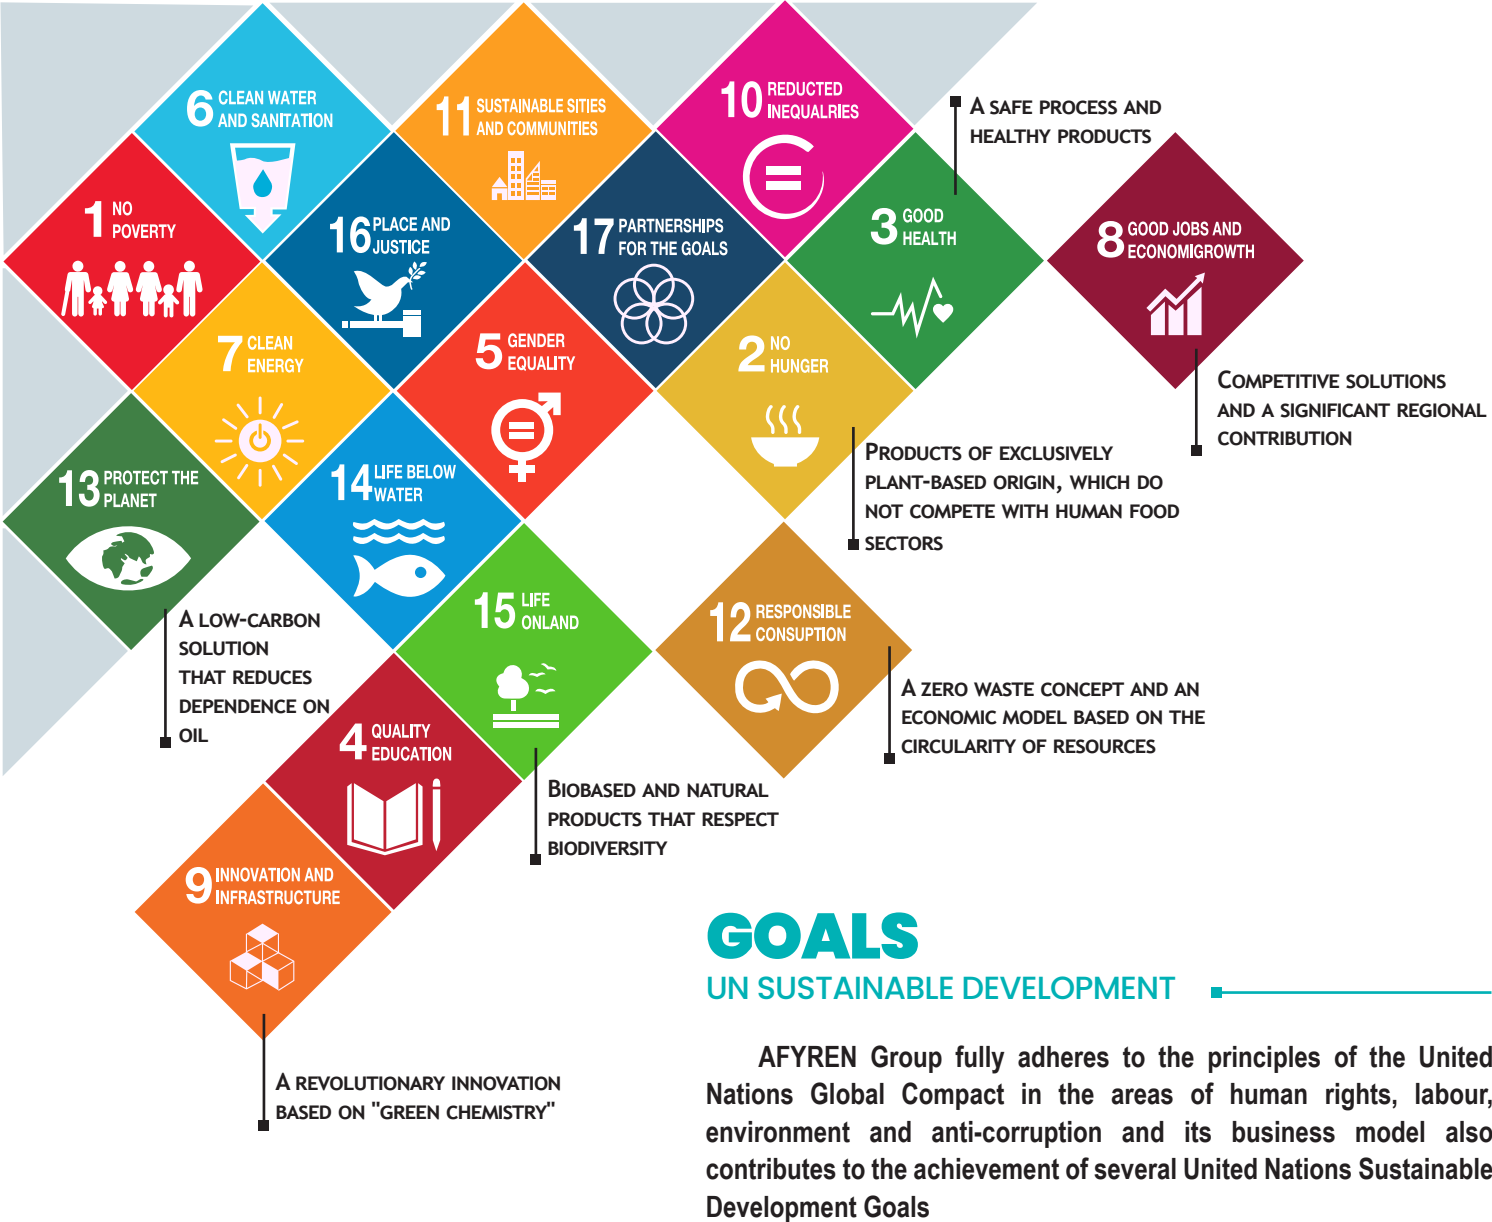 6 CLEAN WATER
AND SANITATION
11 SUSTAINABLE SITIES
AND COMMUNITIES
10 REDUCTED
INEQUALRIES
A SAFE PROCESS AND
HEALTHY PRODUCTS
1 NO
POVERTY
16 PLACE AND
JUSTICE
17 PARTNERSHIPS
FOR THE GOALS
3 GOOD
HEALTH
8 GOOD JOBS AND
ECONOMIGROWTH
7 CLEAN
ENERGY
5 GENDER
EQUALITY
2 NO
HUNGER
COMPETITIVE SOLUTIONS
AND A SIGNIFICANT REGIONAL
CONTRIBUTION
PRODUCTS OF EXCLUSIVELY
PLANT-BASED ORIGIN, WHICH DO
NOT COMPETE WITH HUMAN FOOD
SECTORS
13 PROTECT THE
PLANET
14 LIFE BELOW
WATER
15 LIFE
ONLAND
12 RESPONSIBLE
CONSUPTION
A LOW-CARBON
SOLUTION
THAT REDUCES
DEPENDENCE ON
OIL
A ZERO WASTE CONCEPT AND AN
ECONOMIC MODEL BASED ON THE
CIRCULARITY OF RESOURCES
4 QUALITY
EDUCATION
BIOBASED AND NATURAL
PRODUCTS THAT RESPECT
BIODIVERSITY
9 INNOVATION AND
INFRASTRUCTURE
A REVOLUTIONARY INNOVATION
BASED ON "GREEN CHEMISTRY"
GOALS
UN SUSTAINABLE DEVELOPMENT
AFYREN Group fully adheres to the principles of the United
Nations Global Compact in the areas of human rights, labour,
environment and anti-corruption and its business model also
contributes to the achievement of several United Nations Sustainable
Development Goals